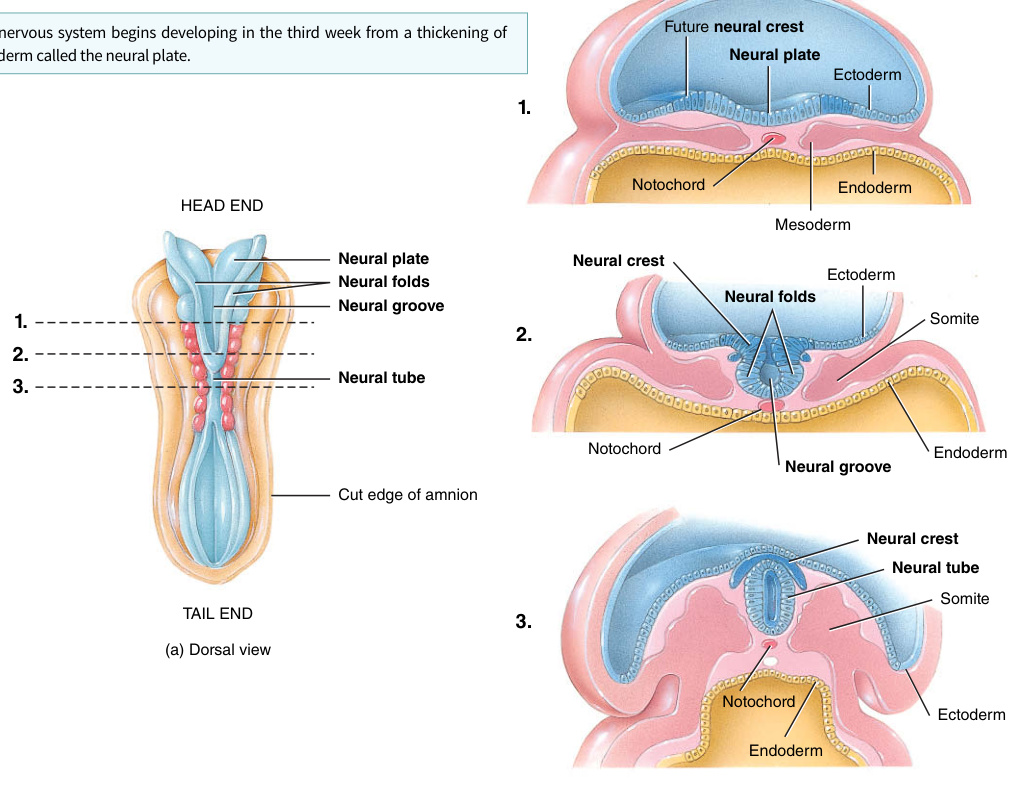 nervous system begins developing in the third week from a thickening of
derm called the neural plate.
HEAD END
Neural plate
Neural folds
Neural groove
1.
2.
3.
Neural tube
Cut edge of amnion
TAIL END
(a) Dorsal view
1.
Future neural crest
Neural plate
Ectoderm
Notochord
Endoderm
Mesoderm
2.
Neural crest
Ectoderm
Neural folds
Somite
Notochord
Endoderm
Neural groove
3.
Neural crest
Neural tube
Somite
Notochord
Ectoderm
Endoderm